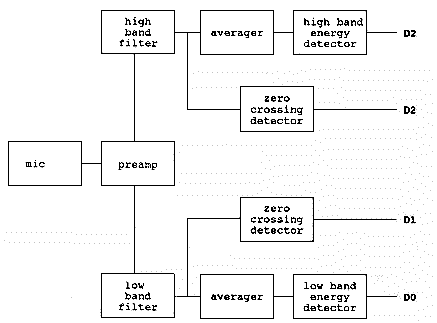 high
band
filter
averager
high band
energy
detector
D2
zero
crossing
detector
D2
mic
preamp
zero
crossing
detector
D1
low
band
filter
averager
low band
energy
detector
D0